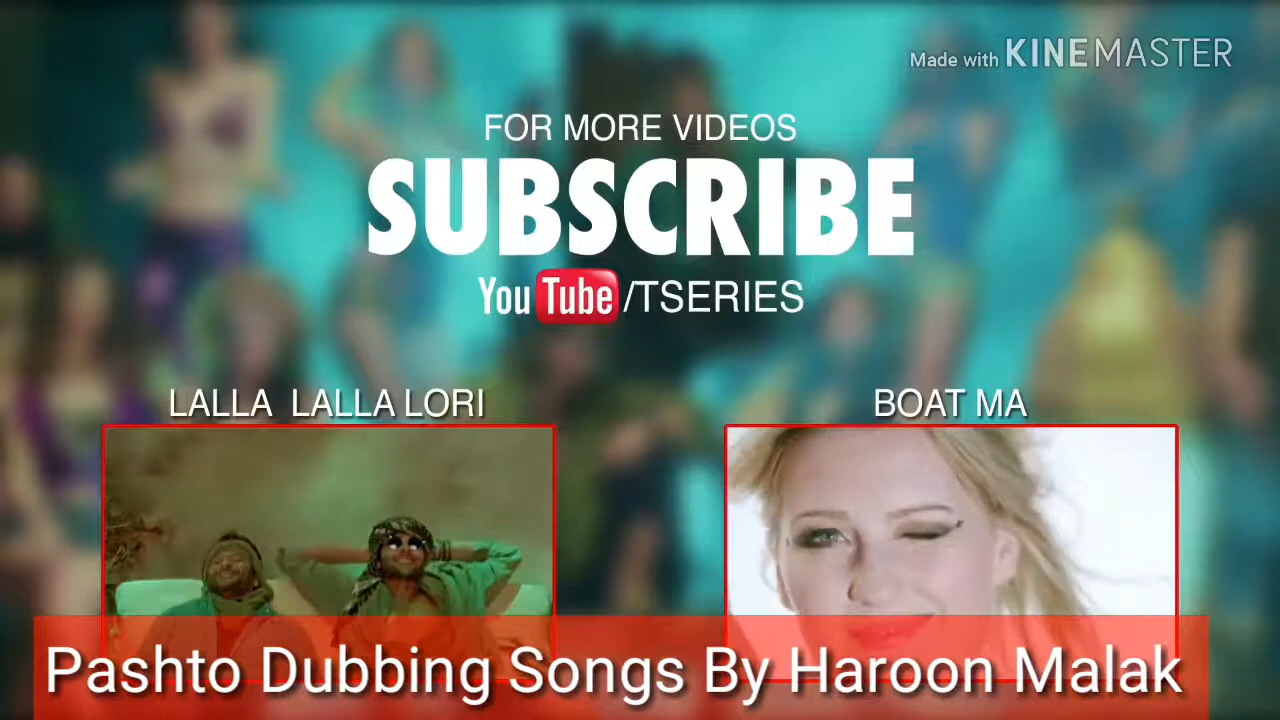 Made with KINEMASTER
FOR MORE VIDEOS
SUBSCRIBE
YouTube/TSERIES
LALLA LALLA LORI
BOAT MA
Pashto Dubbing Songs By Haroon Malak